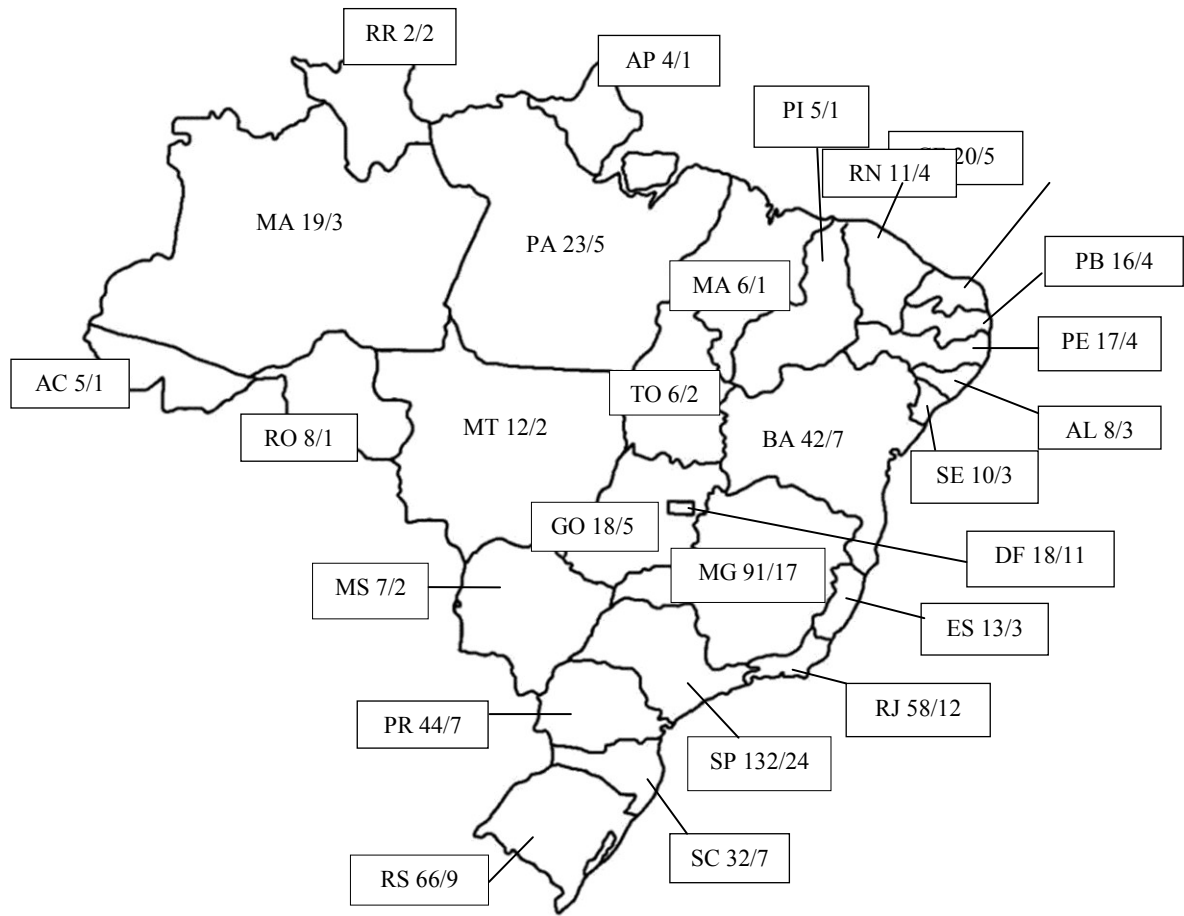 RR 2/2
AP 4/1
PI 5/1
20/5
RN 11/4
MA 19/3
PA 23/5
PB 16/4
MA 6/1
PE 17/4
AC 5/1
TO 6/2
RO 8/1
MT 12/2
BA 42/7
AL 8/3
SE 10/3
GO 18/5
DF 18/11
MS 7/2
MG 91/17
ES 13/3
PR 44/7
RJ 58/12
SP 132/24
SC 32/7
RS 66/9